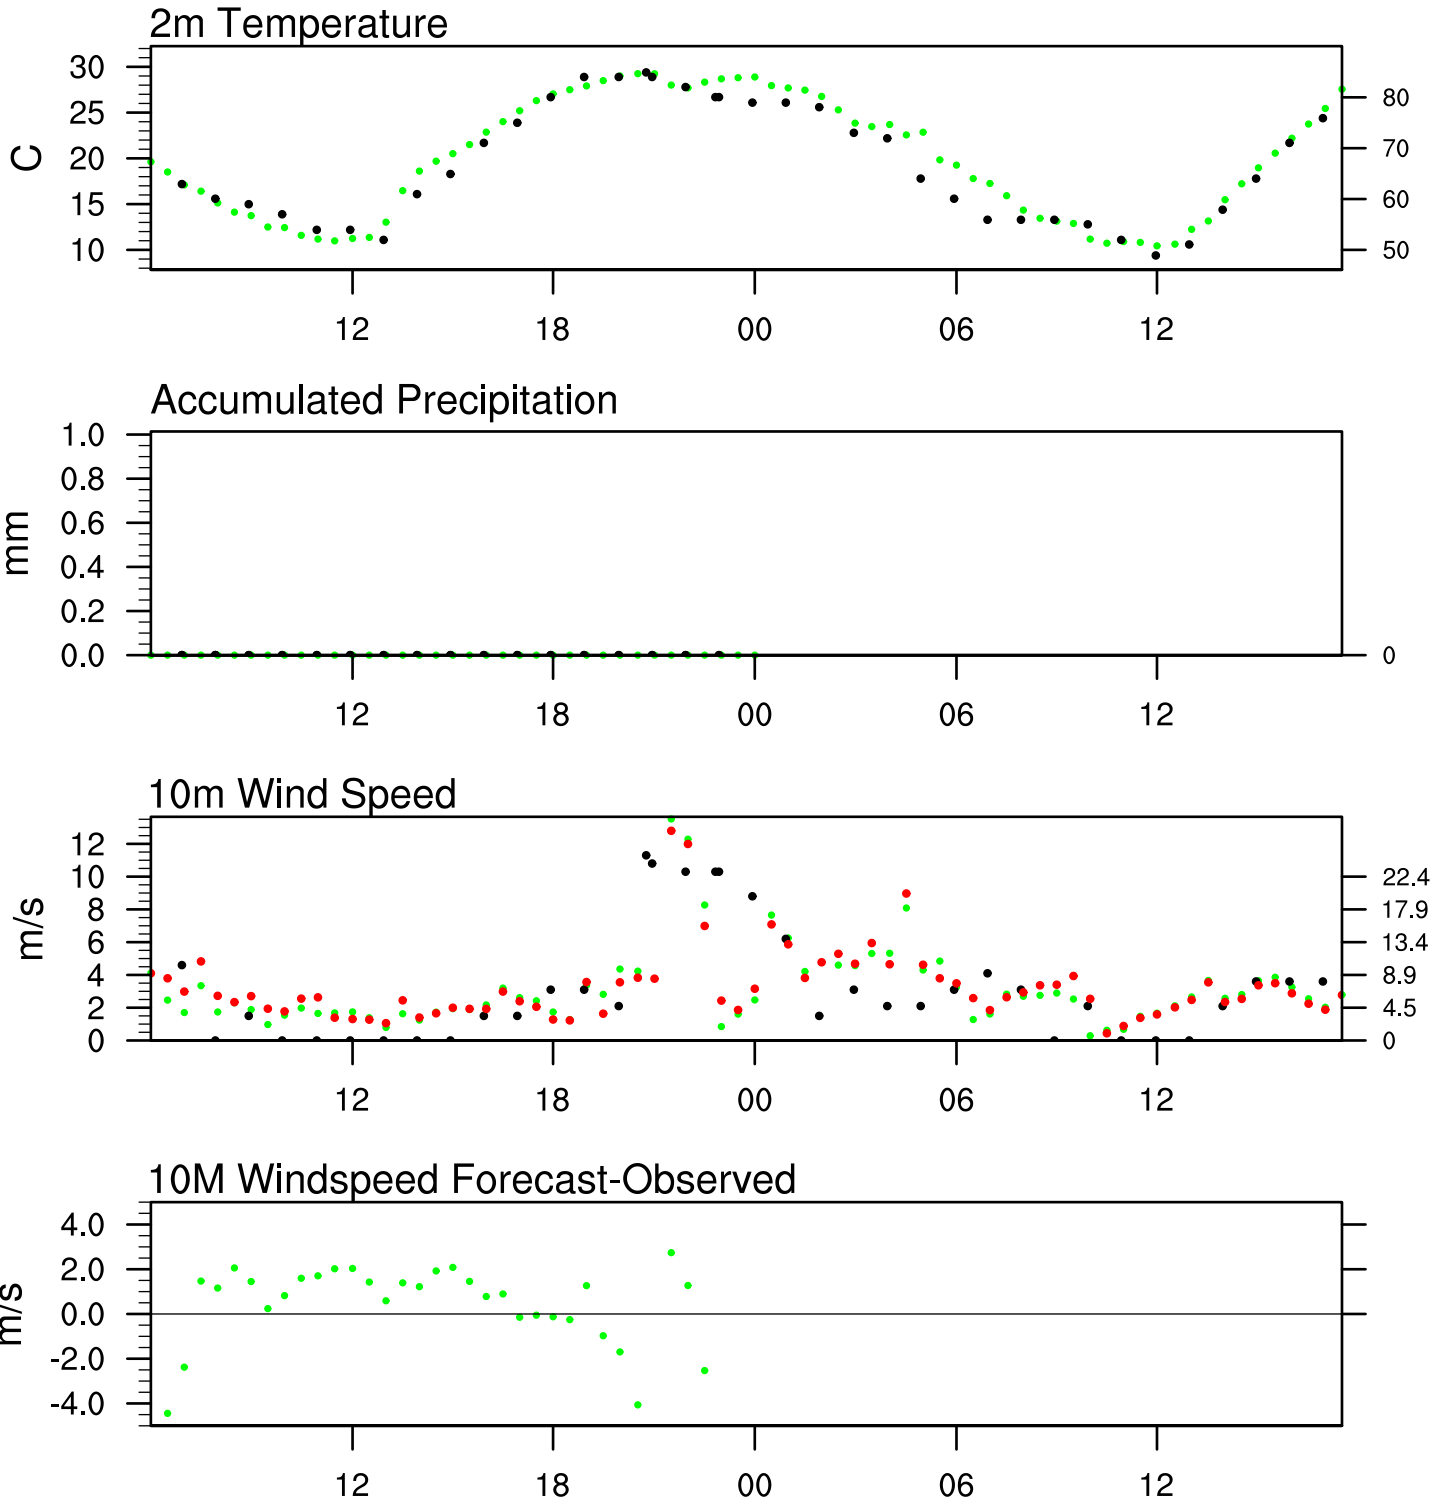 2m Temperature
30
25
20
15
10
C
80
70
60
50
12 18 00 06 12
Accumulated Precipitation
1.0
0.8
0.6
0.4
0.2
0.0
mm
0
12 18 00 06 12
10m Wind Speed
12
10
8
6
4
2
0
m/s
22.4
17.9
13.4
8.9
4.5
0
12 18 00 06 12
10M Windspeed Forecast-Observed
4.0
2.0
0.0
-2.0
-4.0
m/s
12 18 00 06 12